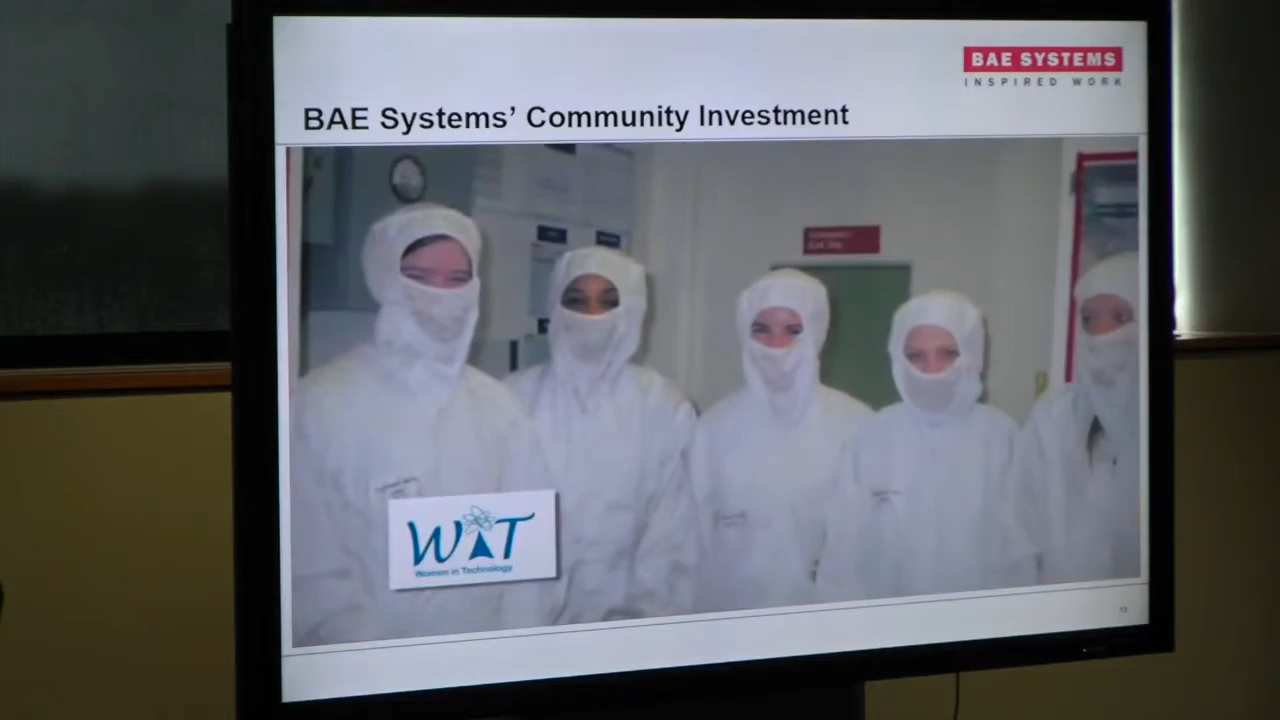 BAE SYSTEMS
INSPIRED WORK
BAE Systems' Community Investment
WiT
Women in Technology